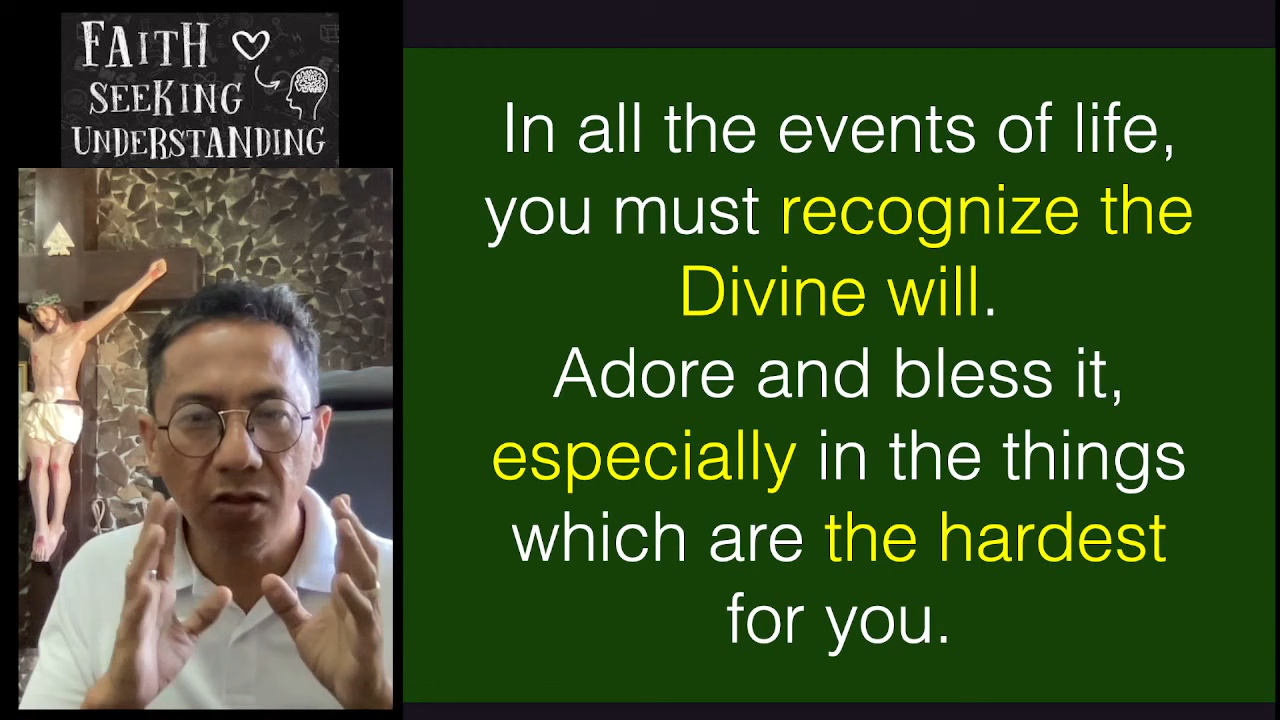 FAITH
SEEKING
UNDERSTANDING
In all the events of life,
you must recognize the
Divine will.
Adore and bless it,
especially in the things
which are the hardest
for you.